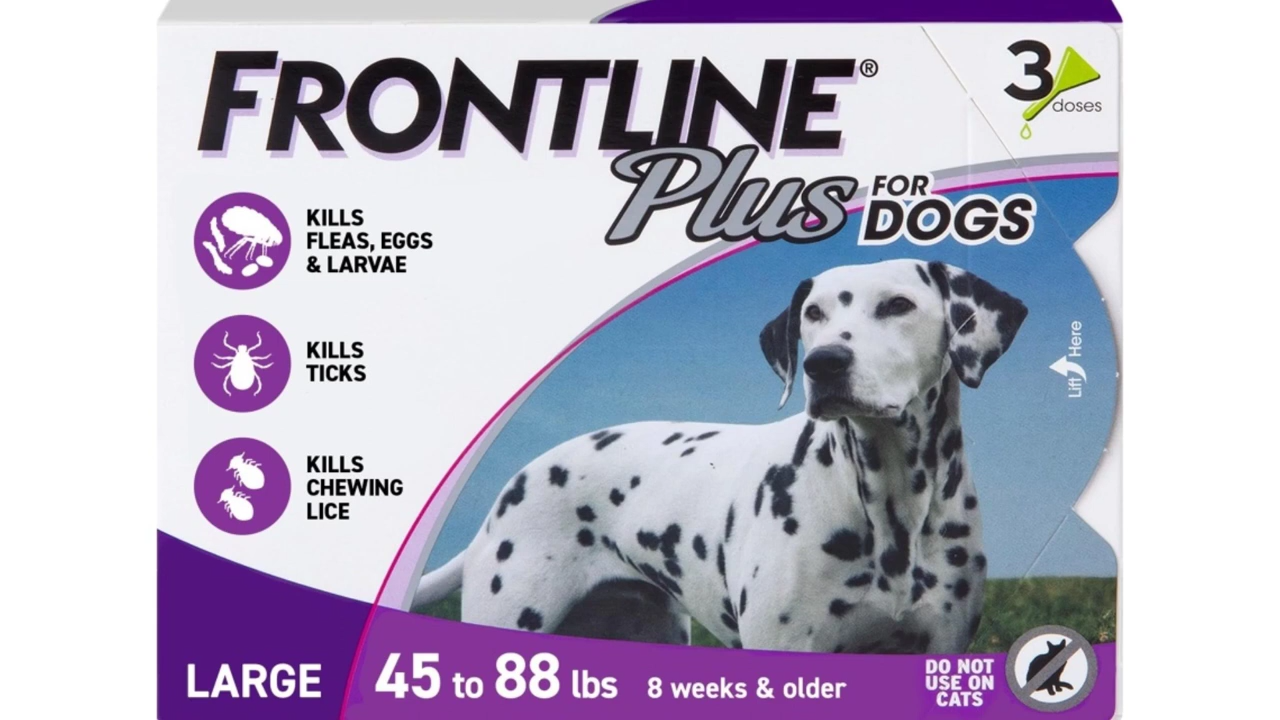 FRONTLINE®
Plus FOR
DOGS
3
doses
KILLS
FLEAS, EGGS
& LARVAE
KILLS
TICKS
KILLS
CHEWING
LICE
Lift Here
LARGE
45 to 88 lbs 8 weeks & older
DO NOT
USE ON
CATS